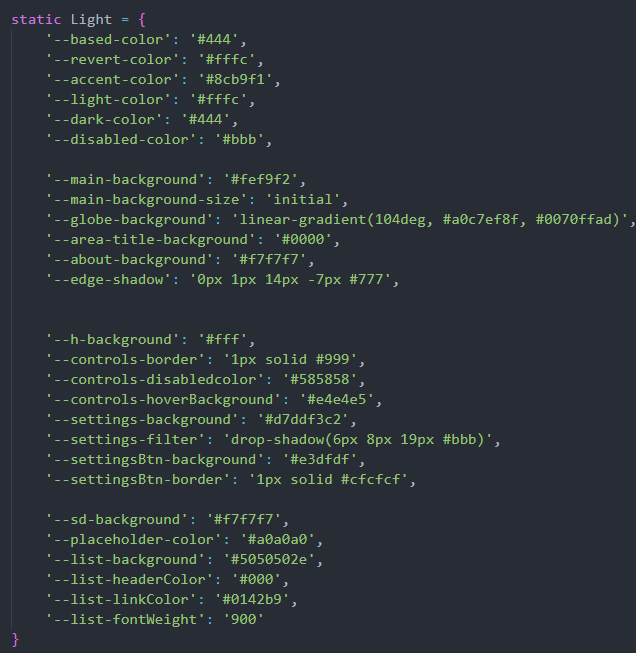 static Light = {
'--based-color': '#444',
'--revert-color': '#fffc',
'--accent-color': '#8cb9f1',
'--light-color': '#fffc',
'--dark-color': '#444',
'--disabled-color': '#bbb',
'--main-background': '#fef9f2',
'--main-background-size': 'initial',
'--globe-background': 'linear-gradient(104deg, #a0c7ef8f, #0070ffad)',
'--area-title-background': '#0000',
'--about-background': '#f7f7f7',
'--edge-shadow': '0px 1px 14px -7px #777',
'--h-background': '#fff',
'--controls-border': '1px solid #999',
'--controls-disabledcolor': '#585858',
'--controls-hoverBackground': '#e4e4e5',
'--settings-background': '#d7ddf3c2',
'--settings-filter': 'drop-shadow(6px 8px 19px #bbb)',
'--settingsBtn-background': '#e3dfdf',
'--settingsBtn-border': '1px solid #cfcfcf',
'--sd-background': '#f7f7f7',
'--placeholder-color': '#a0a0a0',
'--list-background': '#5050502e',
'--list-headerColor': '#000',
'--list-linkColor': '#0142b9',
'--list-fontWeight': '900'
}